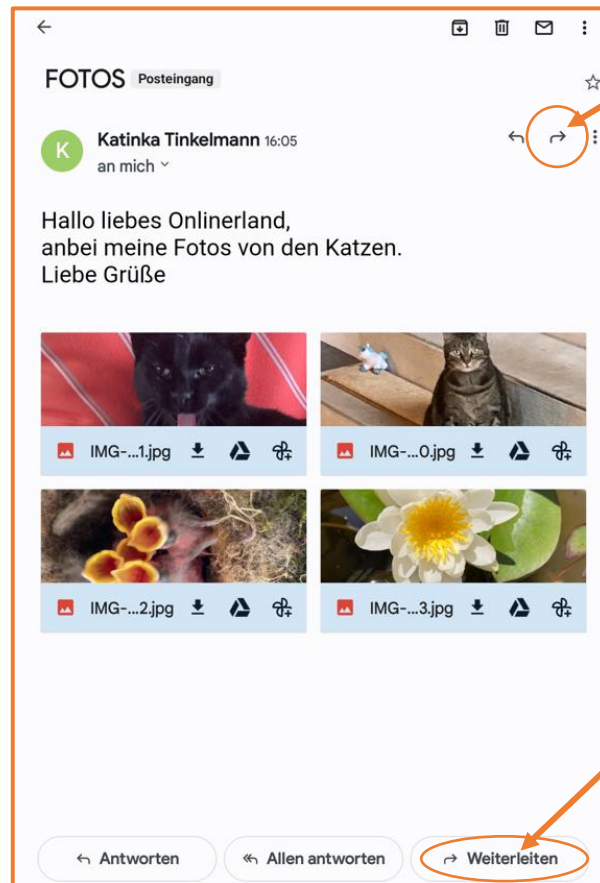 FOTOS Posteingang
K
Katinka Tinkelmann 16:05
an mich
Hallo liebes Onlinerland,
anbei meine Fotos von den Katzen.
Liebe Grüße
IMG-...1.jpg
IMG-...0.jpg
IMG-...2.jpg
IMG-...3.jpg
Antworten
Allen antworten
Weiterleiten